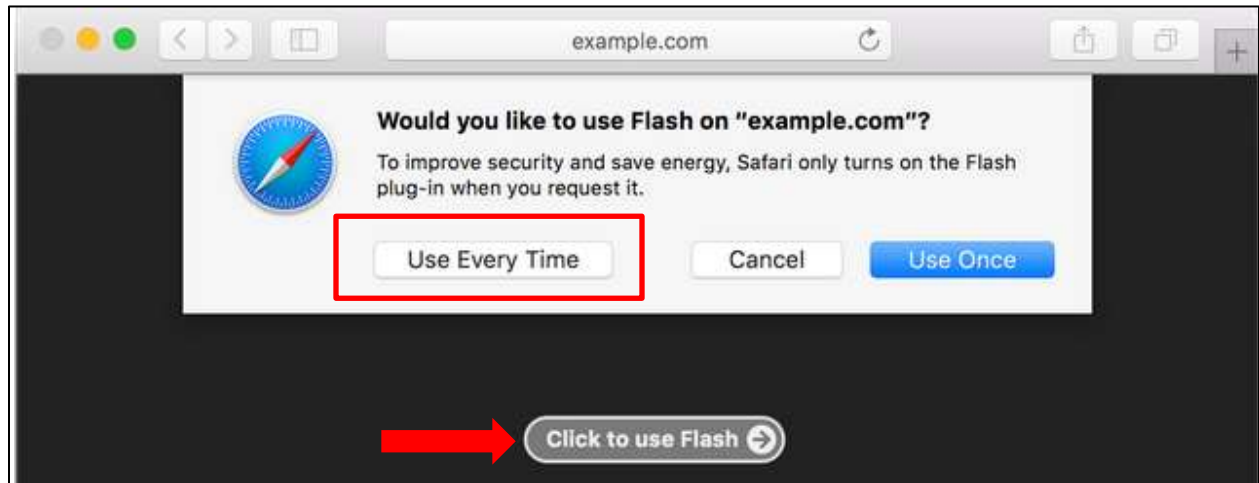 example.com
Would you like to use Flash on "example.com"?
To improve security and save energy, Safari only turns on the Flash
plug-in when you request it.
Use Every Time Cancel Use Once
Click to use Flash